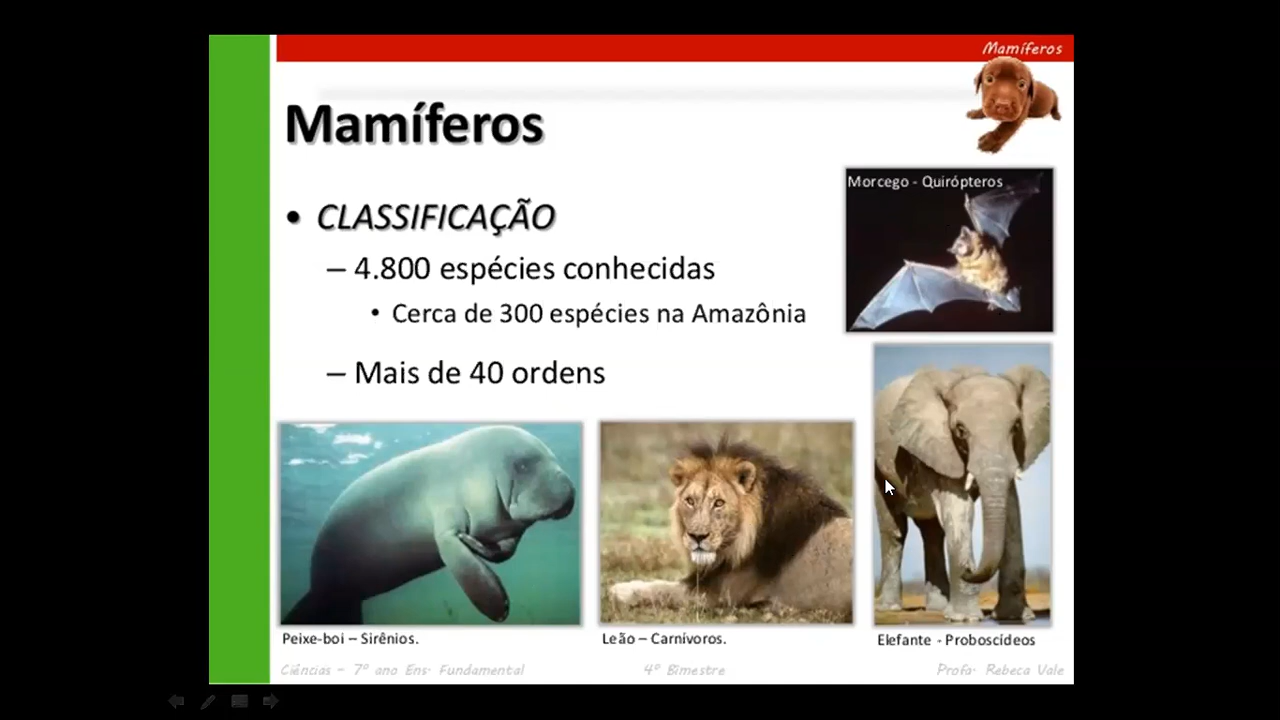 Mamíferos
Mamíferos
• CLASSIFICAÇÃO
– 4.800 espécies conhecidas
• Cerca de 300 espécies na Amazônia
– Mais de 40 ordens
Morcego - Quirópteros
Peixe-boi – Sirênios.
Leão – Carnívoros.
Elefante - Proboscídeos
Ciências – 7º ano Ens. Fundamental
4º Bimestre
Profa. Rebeca Vale